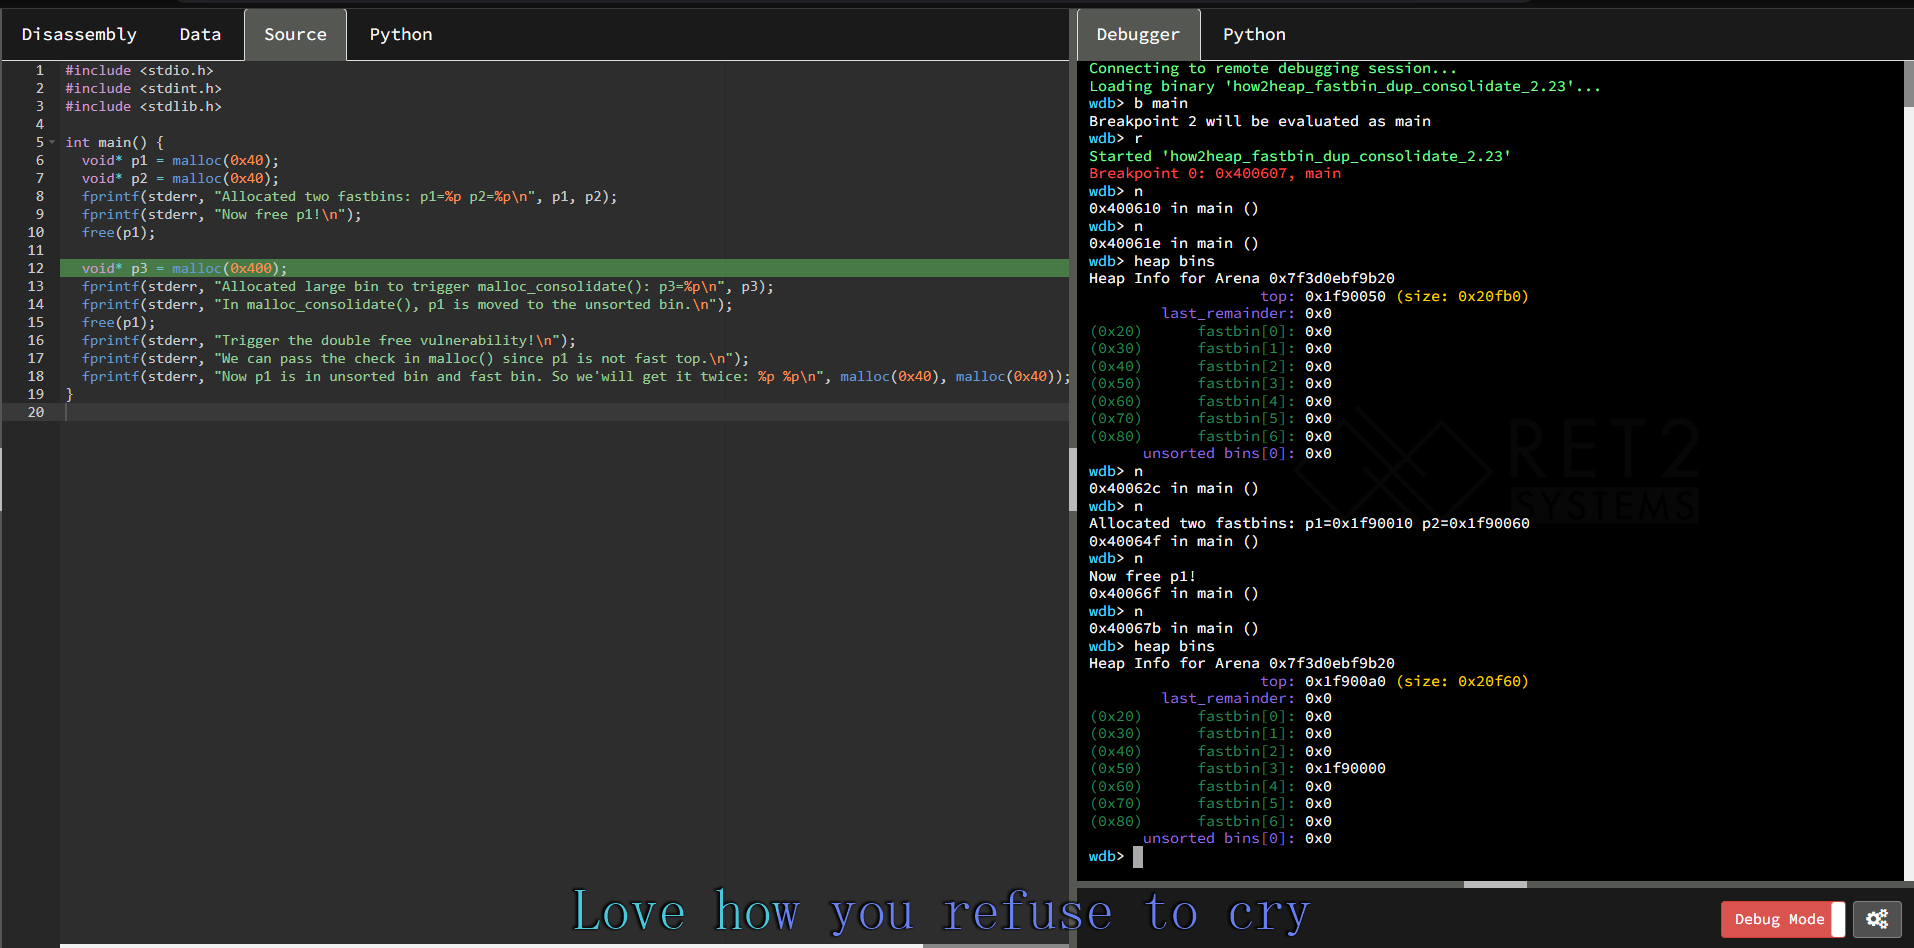 Disassembly Data Source Python
1 #include <stdio.h>
2 #include <stdint.h>
3 #include <stdlib.h>
4
5 int main() {
6 void* p1 = malloc(0x40);
7 void* p2 = malloc(0x40);
8 fprintf(stderr, "Allocated two fastbins: p1=%p p2=%p\n", p1, p2);
9 fprintf(stderr, "Now free p1!\n");
10 free(p1);
11
12 void* p3 = malloc(0x400);
13 fprintf(stderr, "Allocated large bin to trigger malloc_consolidate(): p3=%p\n", p3);
14 fprintf(stderr, "In malloc_consolidate(), p1 is moved to the unsorted bin.\n");
15 free(p1);
16 fprintf(stderr, "Trigger the double free vulnerability!\n");
17 fprintf(stderr, "We can pass the check in malloc() since p1 is not fast top.\n");
18 fprintf(stderr, "Now p1 is in unsorted bin and fast bin. So we'will get it twice: %p %p\n", malloc(0x40), malloc(0x40));
19 }
20
Debugger Python
Connecting to remote debugging session...
Loading binary 'how2heap_fastbin_dup_consolidate_2.23'...
wdb> b main
Breakpoint 2 will be evaluated as main
wdb> r
Started 'how2heap_fastbin_dup_consolidate_2.23'
Breakpoint 0: 0x400607, main
wdb> n
0x400610 in main ()
wdb> n
0x40061e in main ()
wdb> heap bins
Heap Info for Arena 0x7f3d0ebf9b20
top: 0x1f90050 (size: 0x20fb0)
last_remainder: 0x0
(0x20) fastbin[0]: 0x0
(0x30) fastbin[1]: 0x0
(0x40) fastbin[2]: 0x0
(0x50) fastbin[3]: 0x0
(0x60) fastbin[4]: 0x0
(0x70) fastbin[5]: 0x0
(0x80) fastbin[6]: 0x0
unsorted bins[0]: 0x0
wdb> n
0x40062c in main ()
wdb> n
Allocated two fastbins: p1=0x1f90010 p2=0x1f90060
0x40064f in main ()
wdb> n
Now free p1!
0x40066f in main ()
wdb> n
0x40067b in main ()
wdb> heap bins
Heap Info for Arena 0x7f3d0ebf9b20
top: 0x1f900a0 (size: 0x20f60)
last_remainder: 0x0
(0x20) fastbin[0]: 0x0
(0x30) fastbin[1]: 0x0
(0x40) fastbin[2]: 0x0
(0x50) fastbin[3]: 0x1f90000
(0x60) fastbin[4]: 0x0
(0x70) fastbin[5]: 0x0
(0x80) fastbin[6]: 0x0
unsorted bins[0]: 0x0
wdb>
RET2
SYSTEMS
Love how you refuse to cry
Debug Mode